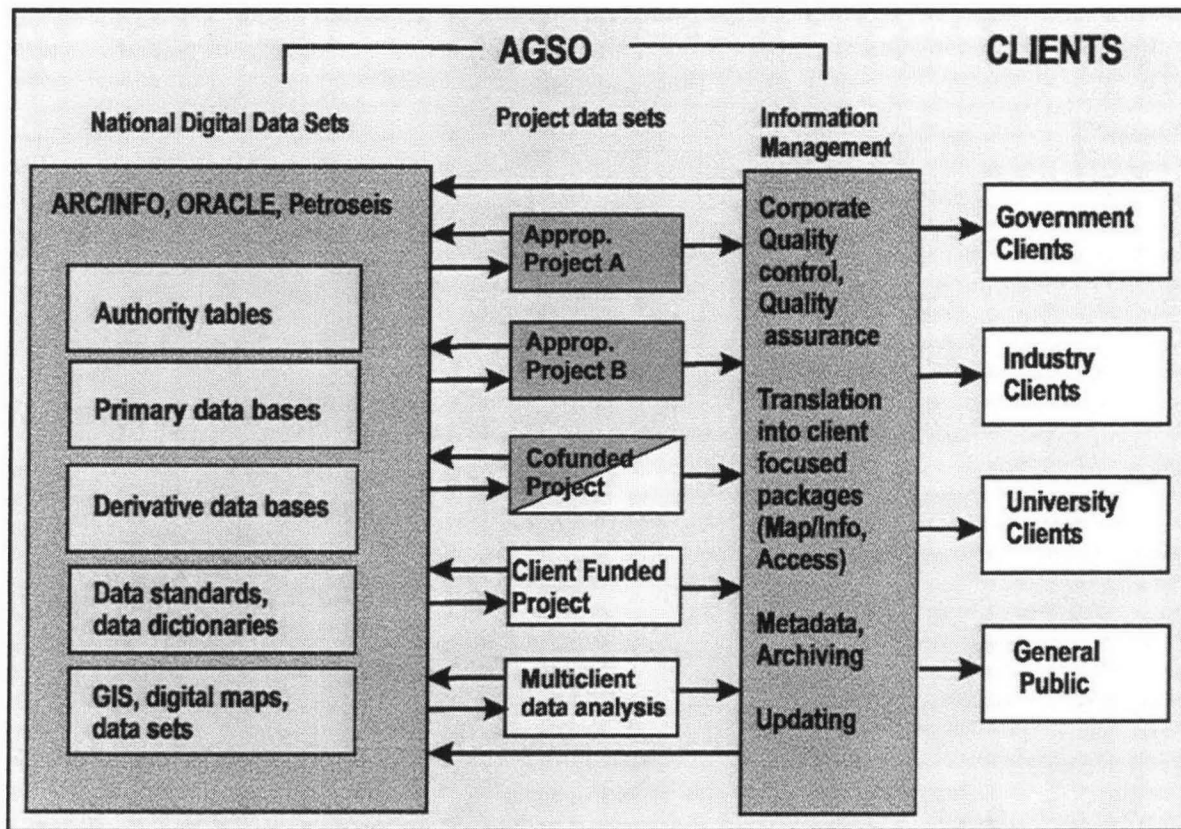 AGSO
CLIENTS
National Digital Data Sets
Project data sets
Information
Management
ARC/INFO, ORACLE, Petroseis
Authority tables
Primary data bases
Derivative data bases
Data standards,
data dictionaries
GIS, digital maps,
data sets
Approp.
Project A
Approp.
Project B
Cofunded
Project
Client Funded
Project
Multiclient
data analysis
Corporate
Quality
control,
Quality
assurance
Translation
into client
focused
packages
(Map/Info,
Access)
Metadata,
Archiving
Updating
Government
Clients
Industry
Clients
University
Clients
General
Public